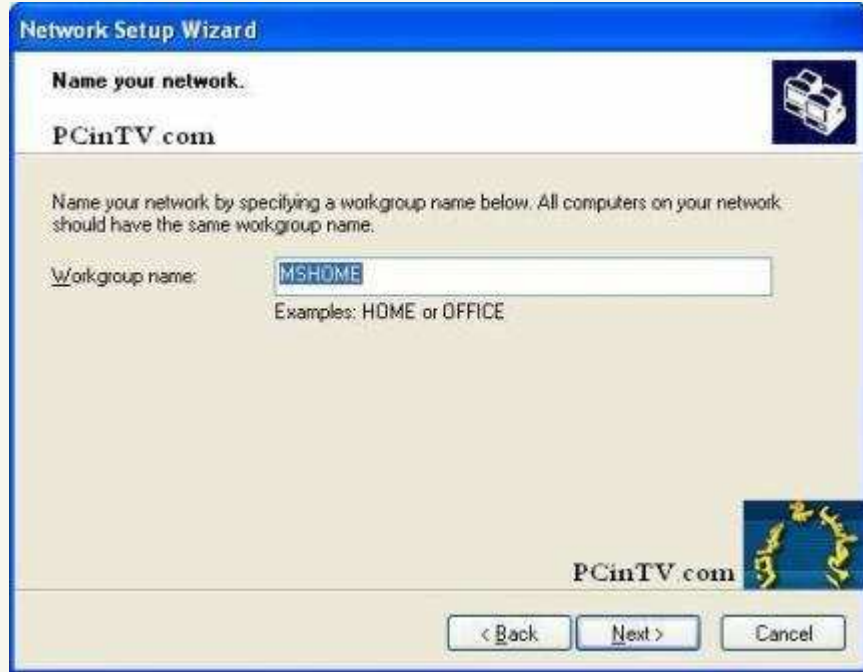 Network Setup Wizard
Name your network.
PCinTV.com
Name your network by specifying a workgroup name below. All computers on your network
should have the same workgroup name.
Workgroup name: MSHOME
Examples: HOME or OFFICE
PCinTV.com
< Back Next > Cancel